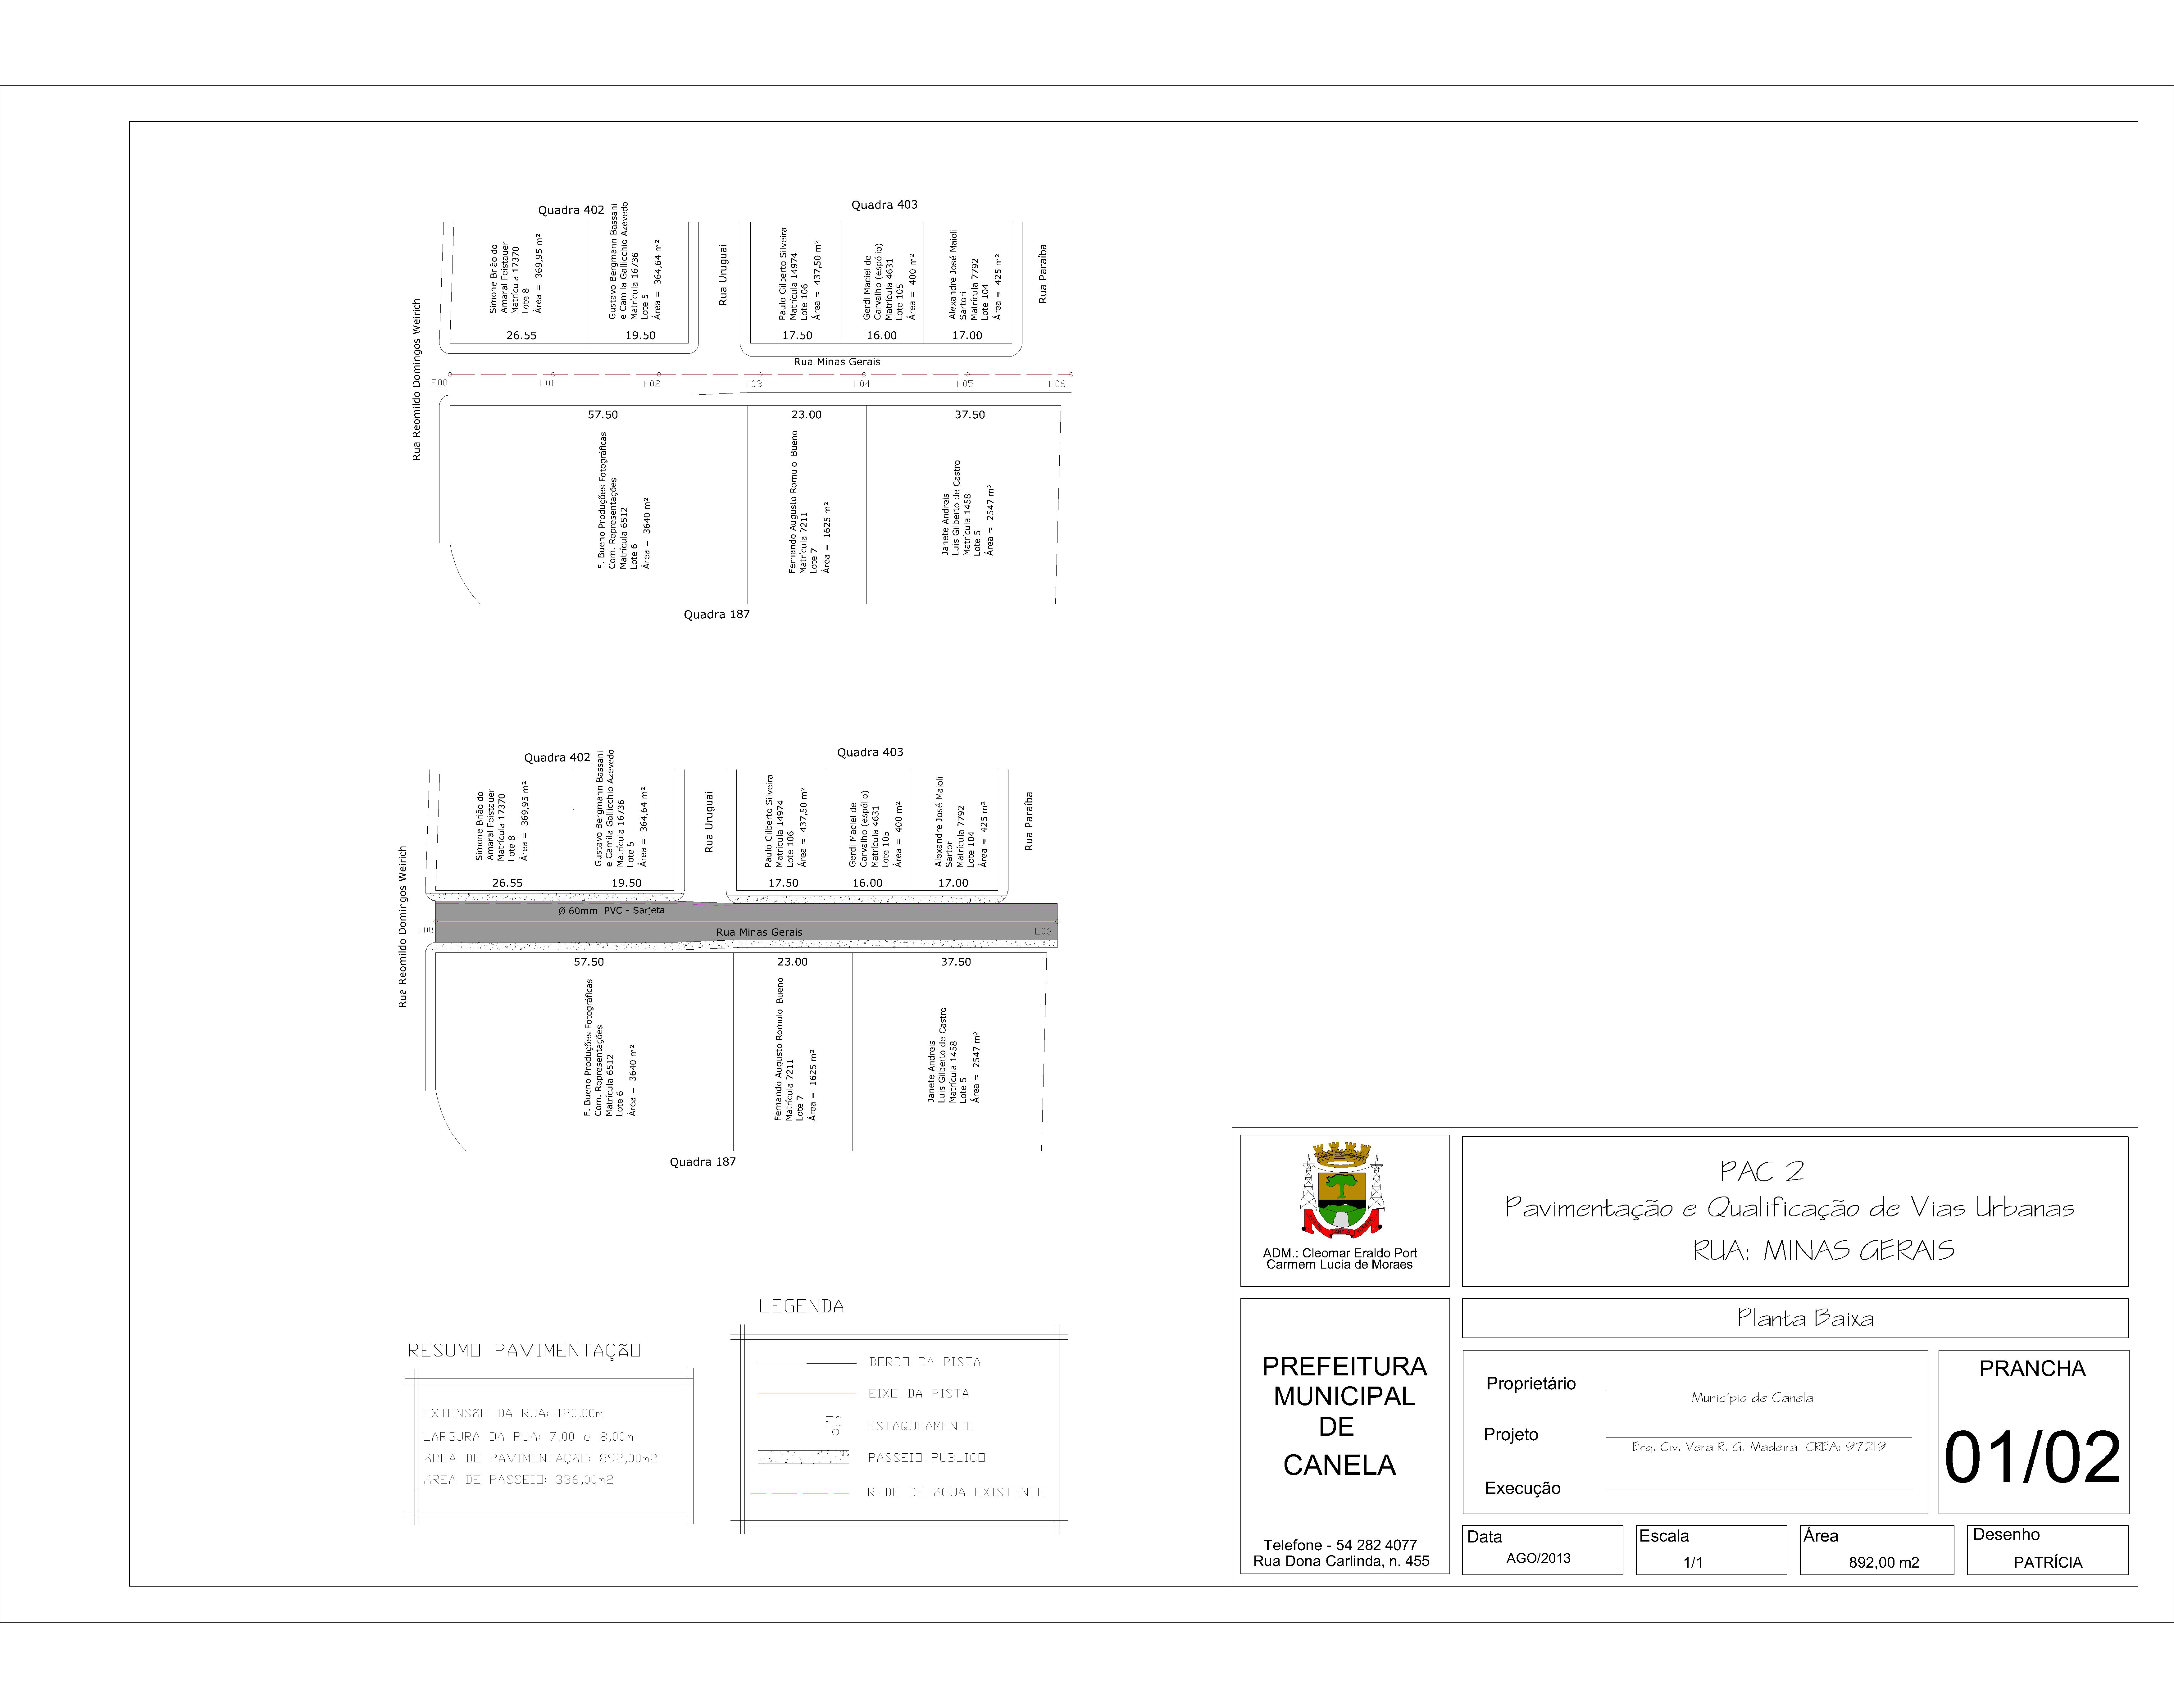 Quadra 402
Quadra 403
Rua Reomildo Domingos Weirich
Simone Brião do
Amaral Feistauer
Matrícula 17370
Lote 8
Área = 369,95 m²
26.55
Gustavo Bergmann Bassani
e Camila Gallicchio Azevedo
Matrícula 16736
Lote 5
Área = 364,64 m²
19.50
Rua Uruguai
Paulo Gilberto Silveira
Matrícula 14974
Lote 106
Área = 437,50 m²
17.50
Gerdi Maciel de
Carvalho (espólio)
Matrícula 4631
Lote 105
Área = 400 m²
16.00
Alexandre José Maioli
Sartori
Matrícula 7792
Lote 104
Área = 425 m²
17.00
Rua Paraíba
Rua Minas Gerais
E00 E01 E02 E03 E04 E05 E06
57.50
23.00
37.50
F. Bueno Produções Fotográficas
Com. Representações
Matrícula 6512
Lote 6
Área = 3640 m²
Fernando Augusto Romulo Bueno
Matrícula 7211
Lote 7
Área = 1625 m²
Janete Andreis
Luis Gilberto de Castro
Matrícula 1458
Lote 5
Área = 2547 m²
Quadra 187
Quadra 402
Quadra 403
Rua Reomildo Domingos Weirich
Simone Brião do
Amaral Feistauer
Matrícula 17370
Lote 8
Área = 369,95 m²
26.55
Gustavo Bergmann Bassani
e Camila Gallicchio Azevedo
Matrícula 16736
Lote 5
Área = 364,64 m²
19.50
Rua Uruguai
Paulo Gilberto Silveira
Matrícula 14974
Lote 106
Área = 437,50 m²
17.50
Gerdi Maciel de
Carvalho (espólio)
Matrícula 4631
Lote 105
Área = 400 m²
16.00
Alexandre José Maioli
Sartori
Matrícula 7792
Lote 104
Área = 425 m²
17.00
Rua Paraíba
Ø 60mm PVC - Sarjeta
E00
Rua Minas Gerais
E06
57.50
23.00
37.50
F. Bueno Produções Fotográficas
Com. Representações
Matrícula 6512
Lote 6
Área = 3640 m²
Fernando Augusto Romulo Bueno
Matrícula 7211
Lote 7
Área = 1625 m²
Janete Andreis
Luis Gilberto de Castro
Matrícula 1458
Lote 5
Área = 2547 m²
Quadra 187
RESUMO PAVIMENTAÇÃO
EXTENSÃO DA RUA: 120,00m
LARGURA DA RUA: 7,00 e 8,00m
ÁREA DE PAVIMENTAÇÃO: 892,00m2
ÁREA DE PASSEIO: 336,00m2
LEGENDA
BORDO DA PISTA
EIXO DA PISTA
E0
ESTAQUEAMENTO
PASSEIO PUBLICO
REDE DE ÁGUA EXISTENTE
ADM.: Cleomar Eraldo Port
Carmem Lucia de Moraes
PAC 2
Pavimentação e Qualificação de Vias Urbanas
RUA: MINAS GERAIS
Planta Baixa
PREFEITURA
MUNICIPAL
DE
CANELA
Telefone - 54 282 4077
Rua Dona Carlinda, n. 455
Proprietário
Município de Canela
Projeto
Eng. Civ. Vera R. G. Madeira CREA: 97219
Execução
PRANCHA
01/02
Data
AGO/2013
Escala
1/1
Área
892,00 m2
Desenho
PATRÍCIA